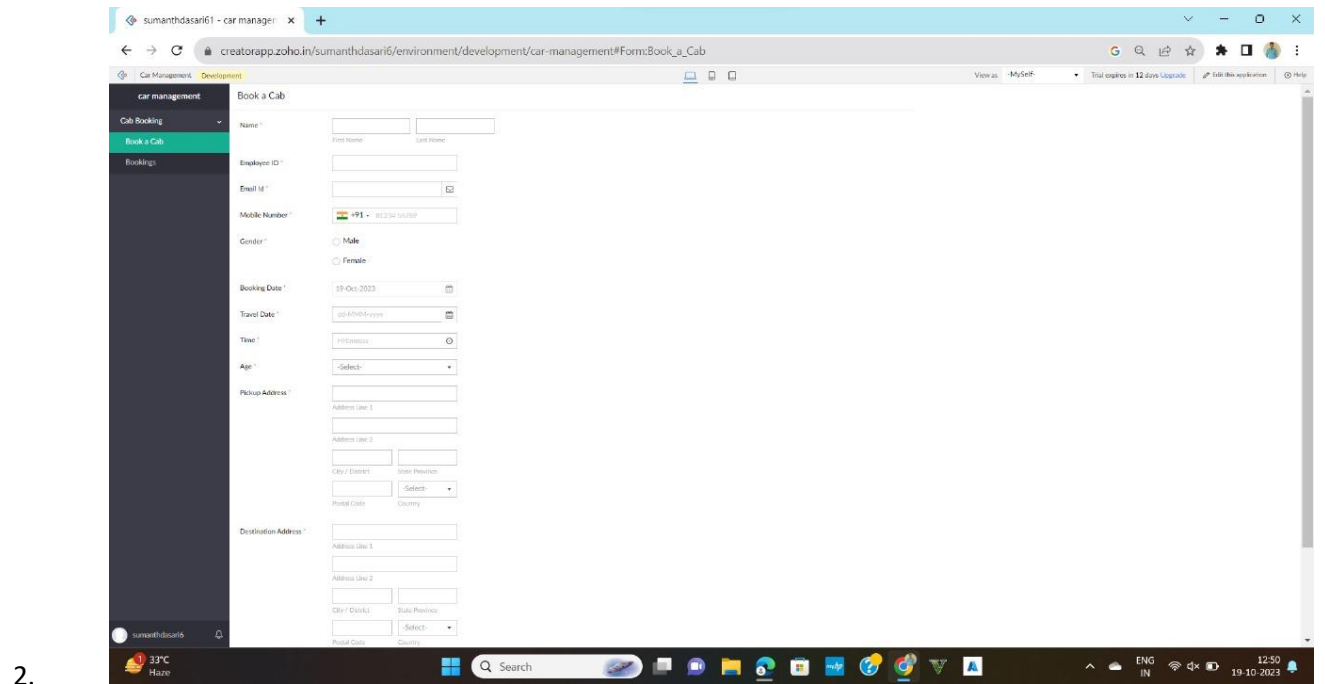 sumanthdasari61 - car manager
creatorapp.zoho.in/sumanthdasari6/environment/development/car-management#Form:Book_a_Cab
Car Management Development
View as -MySelf-
Trial expires in 12 days Upgrade
Edit this application
Help
car management
Book a Cab
Cab Booking
Book a Cab
Bookings
Name *
First Name Last Name
Employee ID *
Email Id *
Mobile Number *
+91
Gender *
Male
Female
Booking Date *
19-Oct-2023
Travel Date *
dd-MMM-yyyy
Time *
Age *
-Select-
Pickup Address *
Address Line 1
Address Line 2
City / District State Province
-Select-
Postal Code Country
Destination Address *
Address Line 1
Address Line 2
City / District State Province
-Select-
Postal Code Country
sumanthdasari6
2.
1
33°C
Haze
Search
ENG
IN
12:50
19-10-2023